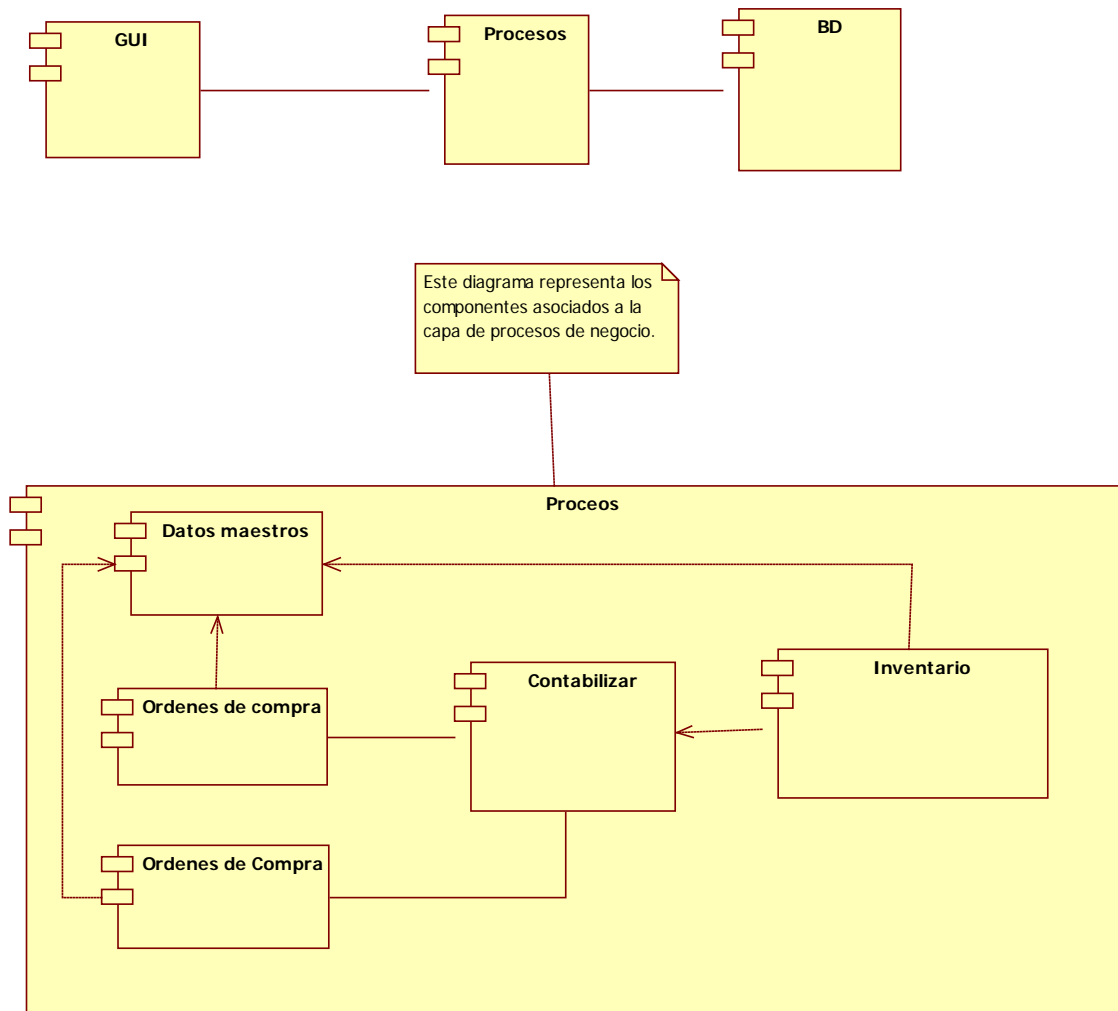 GUI
Procesos
BD
Este diagrama representa los
componentes asociados a la
capa de procesos de negocio.
Proceos
Datos maestros
Ordenes de compra
Contabilizar
Inventario
Ordenes de Compra